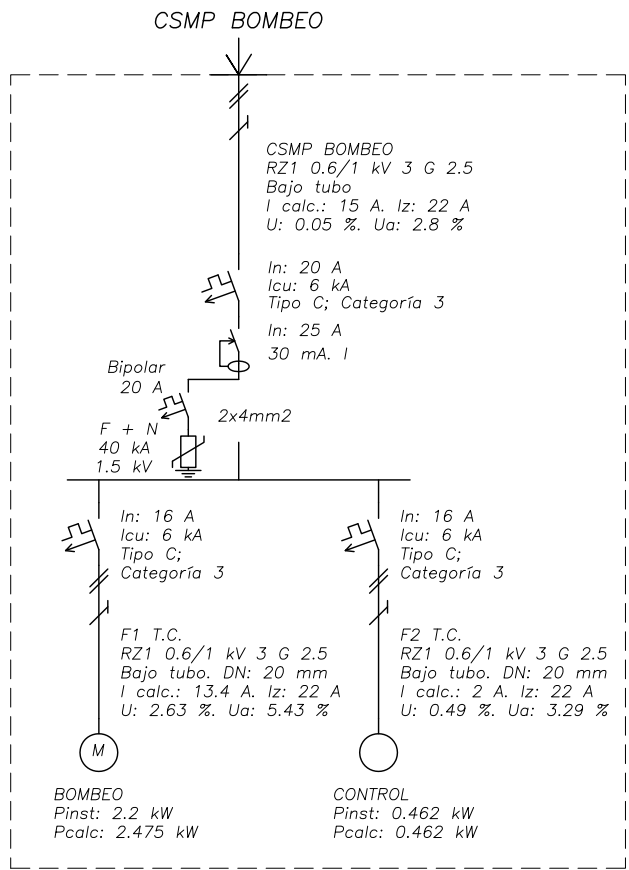 CSMP BOMBEO
CSMP BOMBEO
RZ1 0.6/1 kV 3 G 2.5
Bajo tubo
I calc.: 15 A. Iz: 22 A
U: 0.05 %. Ua: 2.8 %
In: 20 A
Icu: 6 kA
Tipo C; Categoría 3
In: 25 A
30 mA. I
Bipolar
20 A
2x4mm2
F + N
40 kA
1.5 kV
In: 16 A
Icu: 6 kA
Tipo C;
Categoría 3
In: 16 A
Icu: 6 kA
Tipo C;
Categoría 3
F1 T.C.
RZ1 0.6/1 kV 3 G 2.5
Bajo tubo. DN: 20 mm
I calc.: 13.4 A. Iz: 22 A
U: 2.63 %. Ua: 5.43 %
F2 T.C.
RZ1 0.6/1 kV 3 G 2.5
Bajo tubo. DN: 20 mm
I calc.: 2 A. Iz: 22 A
U: 0.49 %. Ua: 3.29 %
M
BOMBEO
Pinst: 2.2 kW
Pcalc: 2.475 kW
CONTROL
Pinst: 0.462 kW
Pcalc: 0.462 kW